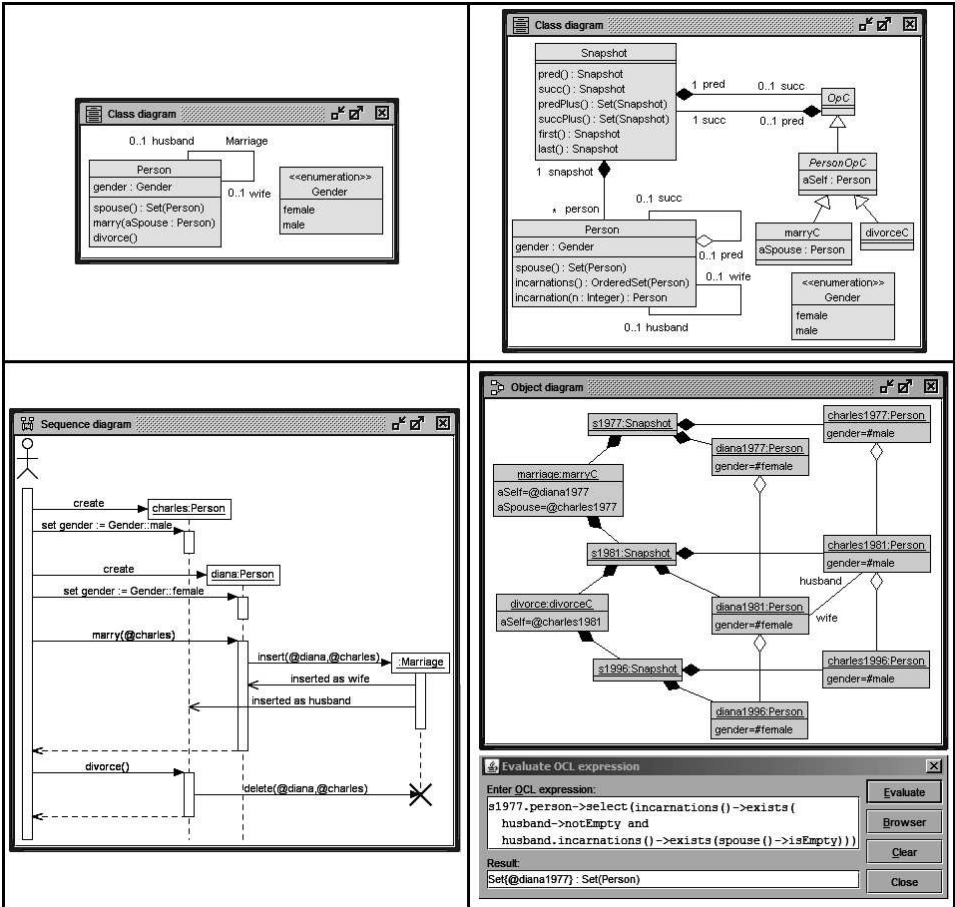 Class diagram
0..1 husband
Marriage
Person
gender : Gender
0..1 wife
spouse() : Set(Person)
marry(aSpouse : Person)
divorce()
<<enumeration>>
Gender
female
male
Class diagram
Snapshot
pred() : Snapshot
succ() : Snapshot
predPlus() : Set(Snapshot)
succPlus() : Set(Snapshot)
first() : Snapshot
last() : Snapshot
1 pred
0..1 succ
1 succ
0..1 pred
OpC
PersonOpC
aSelf : Person
marryC
aSpouse : Person
divorceC
1 snapshot
* person
0..1 succ
Person
gender : Gender
0..1 pred
spouse() : Set(Person)
incarnations() : OrderedSet(Person)
incarnation(n : Integer) : Person
0..1 wife
0..1 husband
<<enumeration>>
Gender
female
male
Sequence diagram
create
charles:Person
set gender := Gender::male
create
diana:Person
set gender := Gender::female
marry(@charles)
insert(@diana,@charles)
:Marriage
inserted as wife
inserted as husband
divorce()
delete(@diana,@charles)
Object diagram
s1977:Snapshot
charles1977:Person
gender=#male
diana1977:Person
gender=#female
marriage:marryC
aSelf=@diana1977
aSpouse=@charles1977
s1981:Snapshot
charles1981:Person
gender=#male
husband
divorce:divorceC
aSelf=@charles1981
diana1981:Person
gender=#female
wife
s1996:Snapshot
charles1996:Person
gender=#male
diana1996:Person
gender=#female
Evaluate OCL expression
Enter OCL expression:
s1977.person->select(incarnations()->exists(
husband->notEmpty and
husband.incarnations()->exists(spouse()->isEmpty)))
Result:
Set{@diana1977} : Set(Person)
Evaluate
Browser
Clear
Close